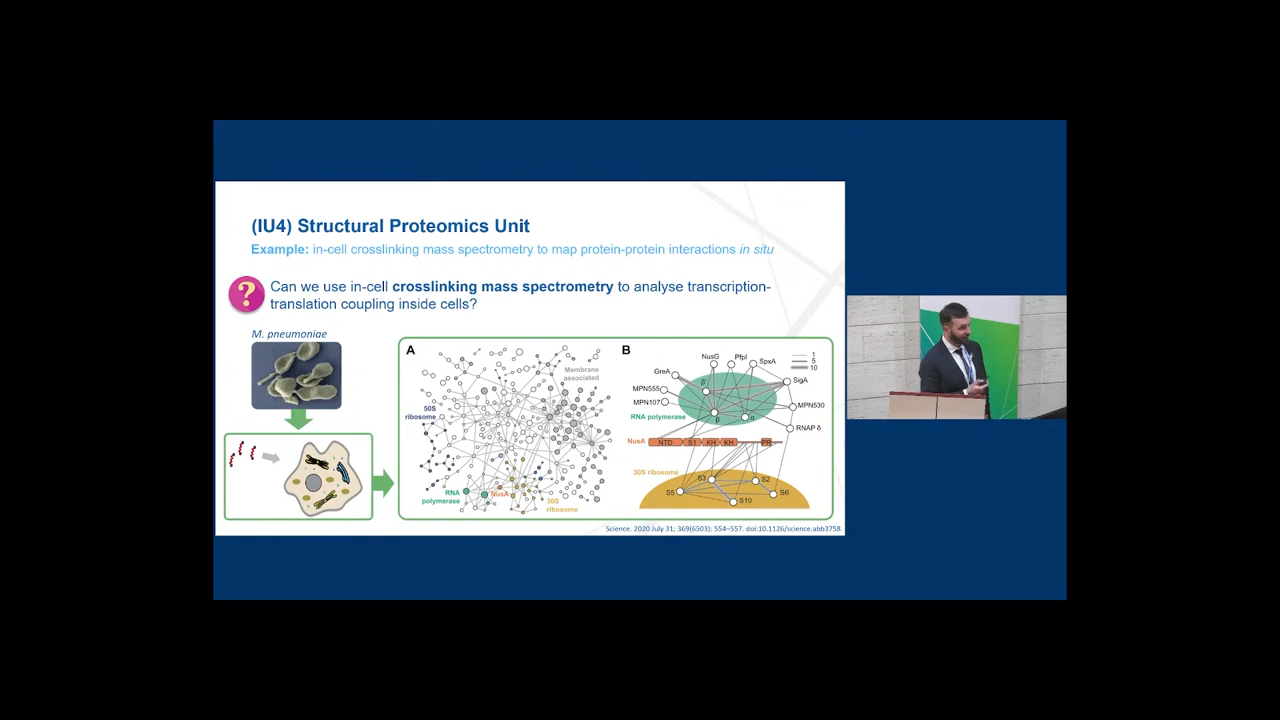 (IU4) Structural Proteomics Unit
Example: in-cell crosslinking mass spectrometry to map protein-protein interactions in situ
? Can we use in-cell crosslinking mass spectrometry to analyse transcription-
translation coupling inside cells?
M. pneumoniae
A
Membrane
associated
50S
ribosome
RNA
polymerase
NusA
30S
ribosome
B
NusG
PfpI
SpxA
1
5
10
GreA
SigA
β'
MPN555
MPN107
MPN530
RNA polymerase
β
α
RNAP δ
NusA
NTD
S1
KH
KH
PR
30S ribosome
S3
S2
S5
S6
S10
Science. 2020 July 31; 369(6503): 554–557. doi:10.1126/science.abb3758.